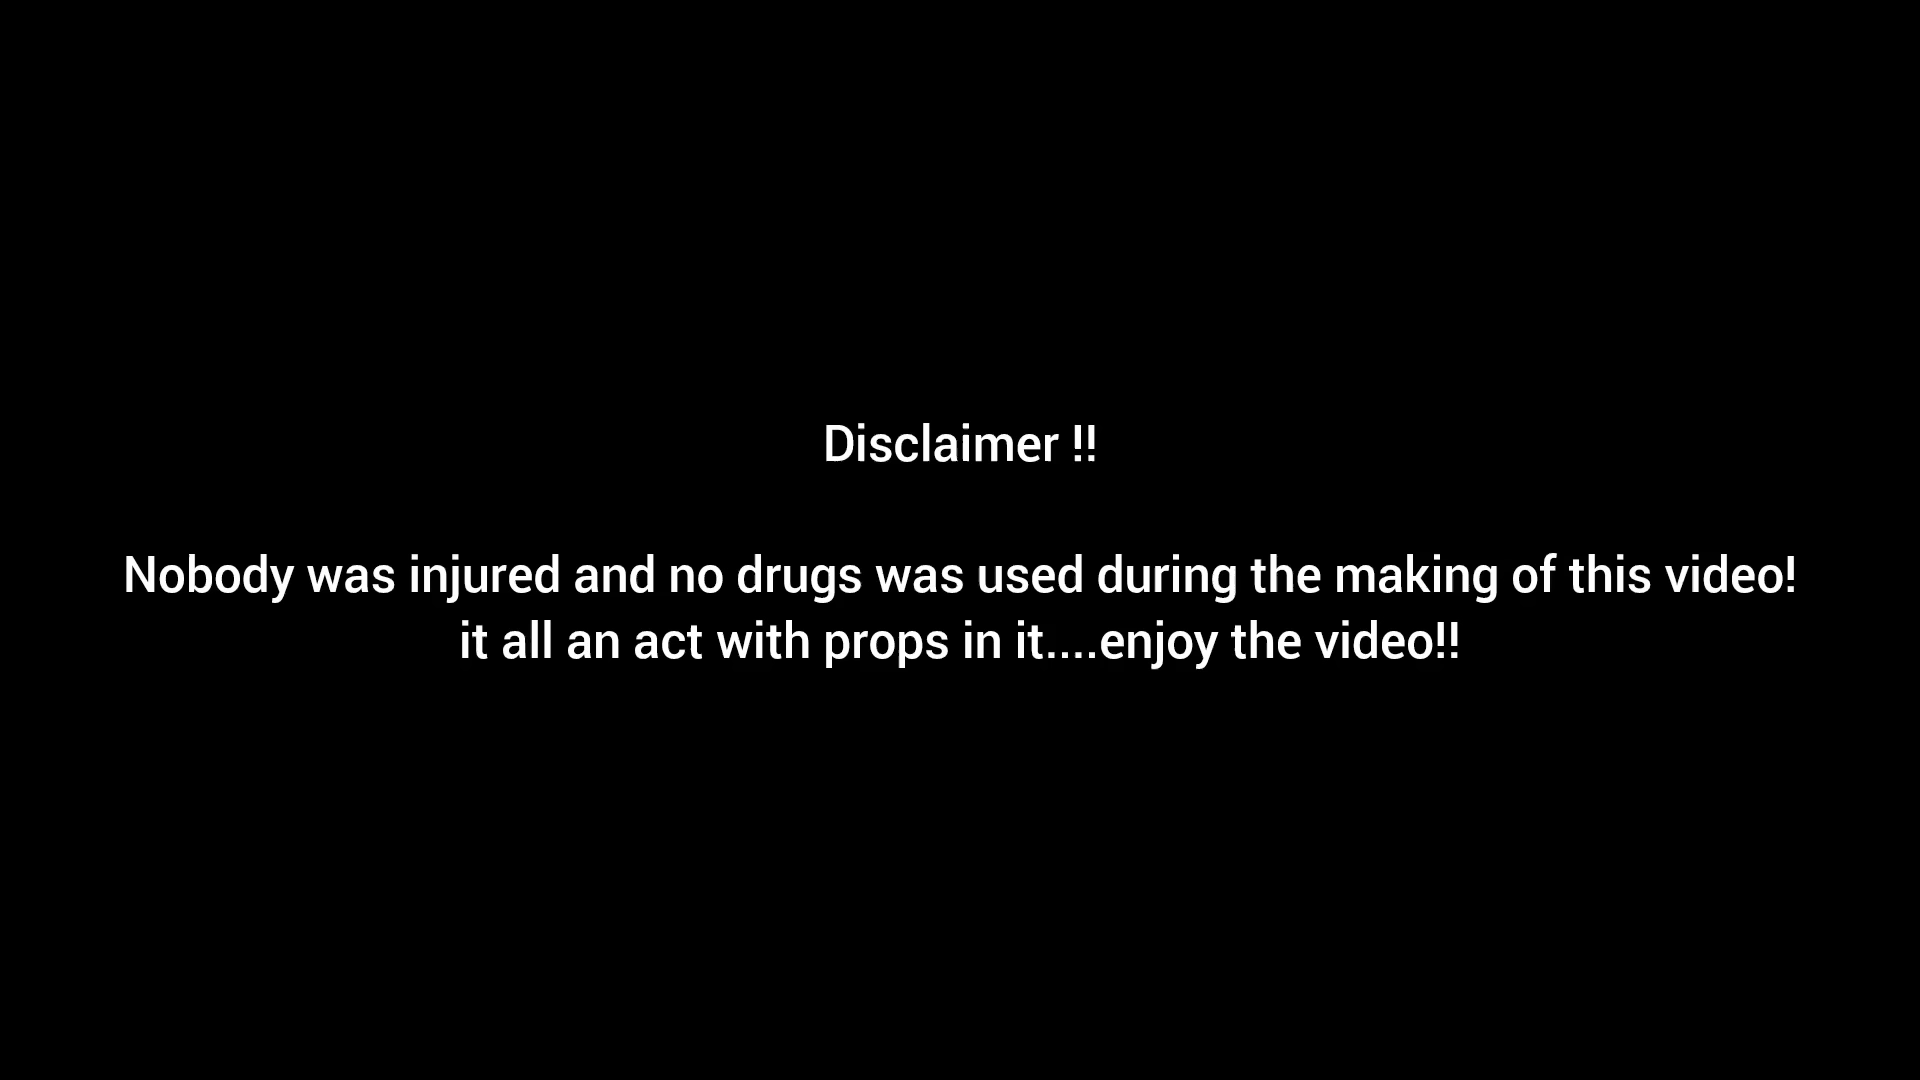 Disclaimer !!
Nobody was injured and no drugs was used during the making of this video!
it all an act with props in it....enjoy the video!!